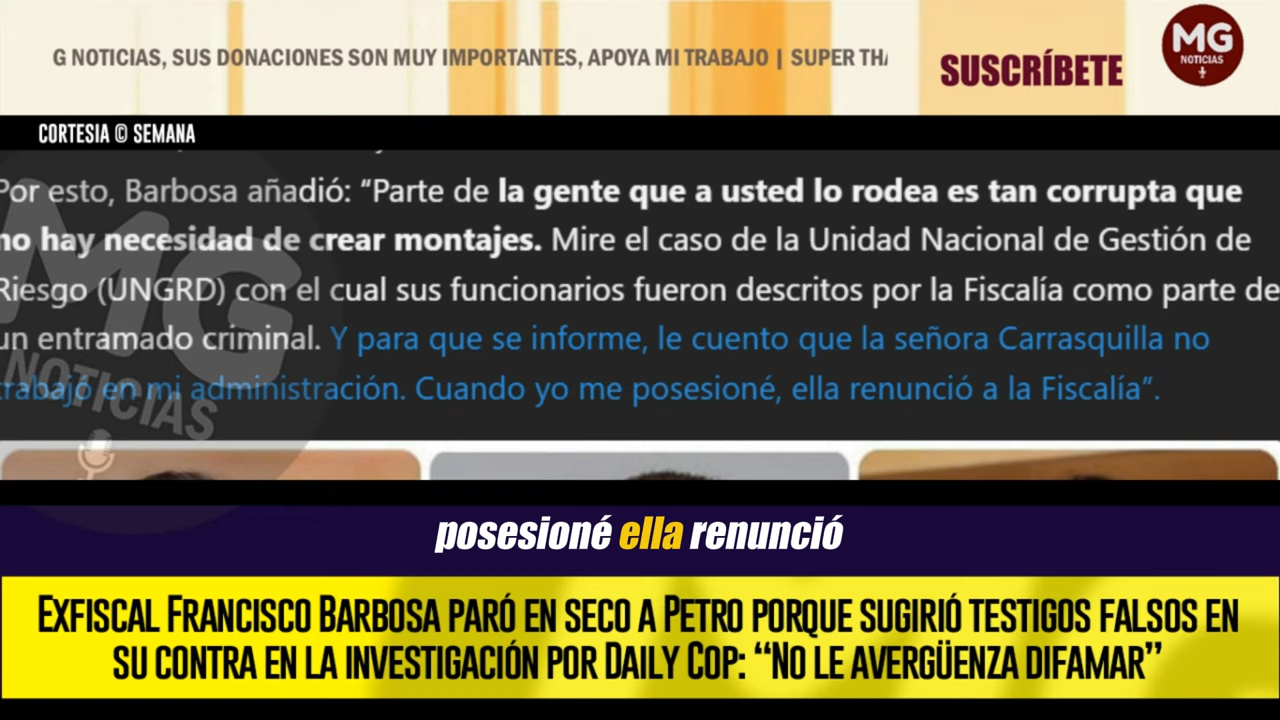 G NOTICIAS, SUS DONACIONES SON MUY IMPORTANTES, APOYA MI TRABAJO | SUPER THA
SUSCRÍBETE
MG
NOTICIAS
CORTESIA © SEMANA
Por esto, Barbosa añadió: “Parte de la gente que a usted lo rodea es tan corrupta que
no hay necesidad de crear montajes. Mire el caso de la Unidad Nacional de Gestión de
Riesgo (UNGRD) con el cual sus funcionarios fueron descritos por la Fiscalía como parte de
un entramado criminal. Y para que se informe, le cuento que la señora Carrasquilla no
trabajó en mi administración. Cuando yo me posesioné, ella renunció a la Fiscalía”.
MG
NOTICIAS
posesioné ella renunció
EXFISCAL FRANCISCO BARBOSA PARÓ EN SECO A PETRO PORQUE SUGIRIÓ TESTIGOS FALSOS EN
SU CONTRA EN LA INVESTIGACIÓN POR DAILY COP: “NO LE AVERGÜENZA DIFAMAR”